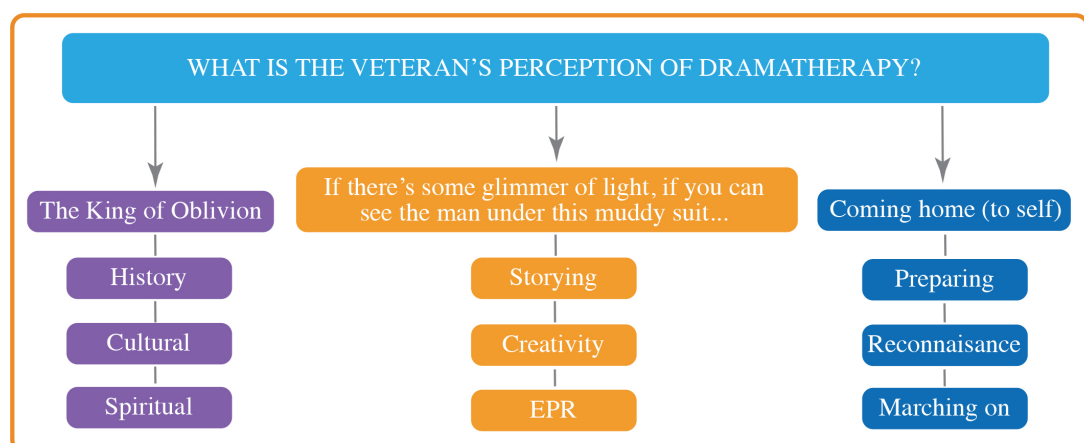 WHAT IS THE VETERAN’S PERCEPTION OF DRAMATHERAPY?
The King of Oblivion
History
Cultural
Spiritual
If there’s some glimmer of light, if you can
see the man under this muddy suit...
Storying
Creativity
EPR
Coming home (to self)
Preparing
Reconnaisance
Marching on